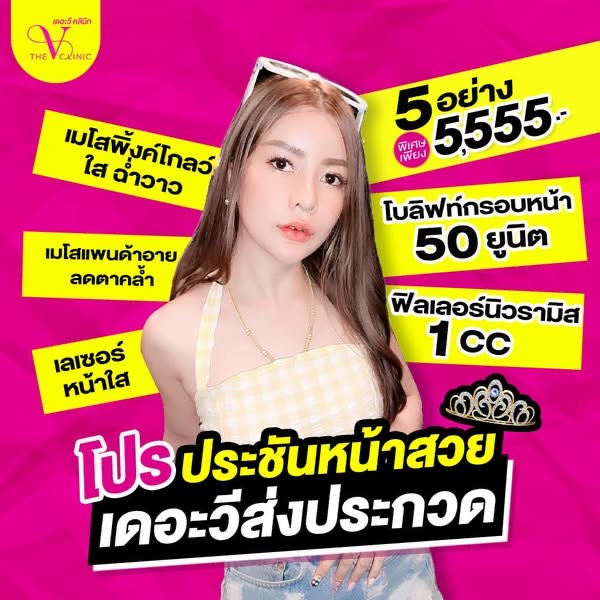 เดอะวี คลินิก
V
THE CLINIC
5 อย่าง
พิเศษ
เพียง
5,555.-
เมโสพิ้งค์โกลว์
ใส ฉ่ำวาว
โบลิฟท์กรอบหน้า
50 ยูนิต
เมโสแพนด้าอาย
ลดตาคล้ำ
ฟิลเลอร์นิวรามิส
1 CC
เลเซอร์
หน้าใส
โปร ประชันหน้าสวย
เดอะวีส่งประกวด